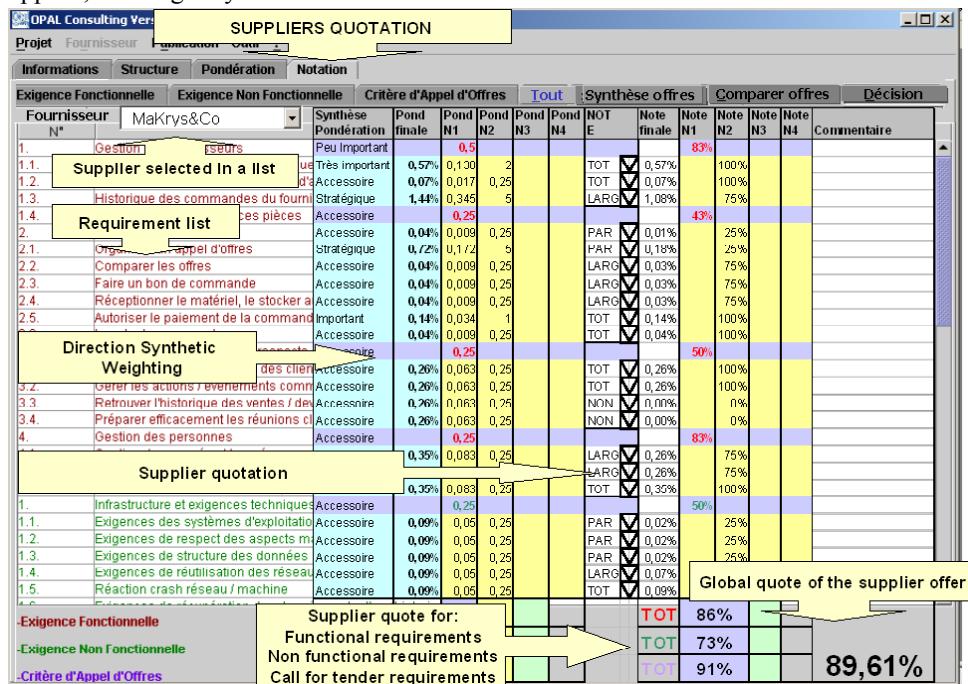 OPAL Consulting Vers
SUPPLIERS QUOTATION
Projet Fournisseur Publication Outil ?
Informations Structure Pondération Notation
Exigence Fonctionnelle Exigence Non Fonctionnelle Critère d'Appel d'Offres Tout Synthèse offres Comparer offres Décision
Fournisseur MaKrys&Co
N° Synthèse Pondération Pond finale Pond N1 Pond N2 Pond N3 Pond N4 NOT E Note finale Note N1 Note N2 Note N3 Note N4 Commentaire
1. Gestion sseurs Peu Important 0,5 83%
1.1. ue Très important 0,57% 0,130 2 TOT 0,57% 100%
Supplier selected in a list
1.2. d'a Accessoire 0,07% 0,017 0,25 TOT 0,07% 100%
1.3. Historique des commandes du fourni Stratégique 1,44% 0,345 5 LARG 1,08% 75%
1.4. ces pièces Accessoire 0,25 43%
Requirement list
2. Accessoire 0,04% 0,009 0,25 PAR 0,01% 25%
2.1. appel d'offres Stratégique 0,72% 0,172 5 PAR 0,18% 25%
2.2. Comparer les offres Accessoire 0,04% 0,009 0,25 LARG 0,03% 75%
2.3. Faire un bon de commande Accessoire 0,04% 0,009 0,25 LARG 0,03% 75%
2.4. Réceptionner le matériel, le stocker a Accessoire 0,04% 0,009 0,25 LARG 0,03% 75%
2.5. Autoriser le paiement de la command Important 0,14% 0,034 1 TOT 0,14% 100%
Accessoire 0,04% 0,009 0,25 TOT 0,04% 100%
Direction Synthetic
Weighting
Accessoire 0,25 50%
des clien Accessoire 0,26% 0,063 0,25 TOT 0,26% 100%
3.2. Gérer les actions / évènements comm Accessoire 0,26% 0,063 0,25 TOT 0,26% 100%
3.3 Retrouver l'historique des ventes / dev Accessoire 0,26% 0,063 0,25 NON 0,00% 0%
3.4. Préparer efficacement les réunions cl Accessoire 0,26% 0,063 0,25 NON 0,00% 0%
4. Gestion des personnes Accessoire 0,25 83%
0,35% 0,083 0,25 LARG 0,26% 75%
Supplier quotation
LARG 0,26% 75%
0,35% 0,083 0,25 TOT 0,35% 100%
1. Infrastructure et exigences techniques Accessoire 0,25 50%
1.1. Exigences des systèmes d'exploitatio Accessoire 0,09% 0,05 0,25 PAR 0,02% 25%
1.2. Exigences de respect des aspects m Accessoire 0,09% 0,05 0,25 PAR 0,02% 25%
1.3. Exigences de structure des données Accessoire 0,09% 0,05 0,25 PAR 0,02% 25%
1.4. Exigences de réutilisation des réseau Accessoire 0,09% 0,05 0,25 LARG 0,07%
1.5. Réaction crash réseau / machine Accessoire 0,09% 0,05 0,25 TOT 0,09%
Global quote of the supplier offer
-Exigence Fonctionnelle
-Exigence Non Fonctionnelle
-Critère d'Appel d'Offres
Supplier quote for:
Functional requirements
Non functional requirements
Call for tender requirements
TOT 86%
TOT 73%
TOT 91%
89,61%